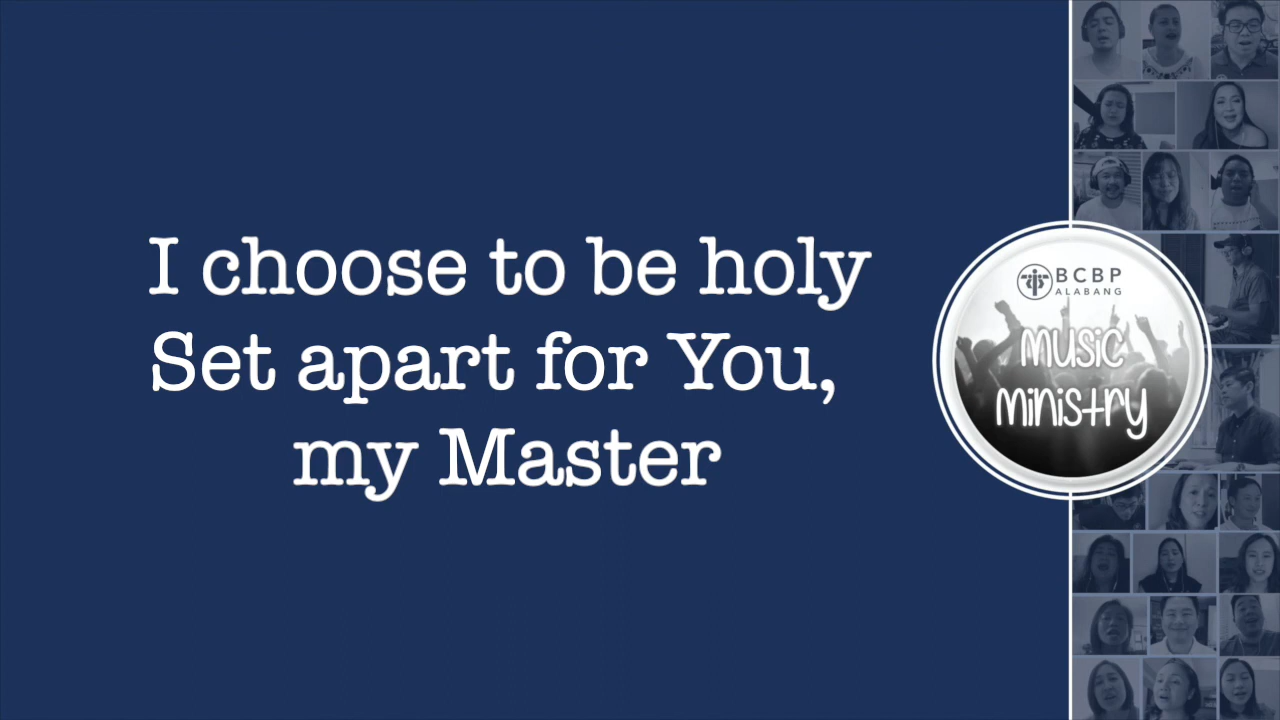 I choose to be holy
Set apart for You,
my Master
BCBP
ALABANG
music
ministry